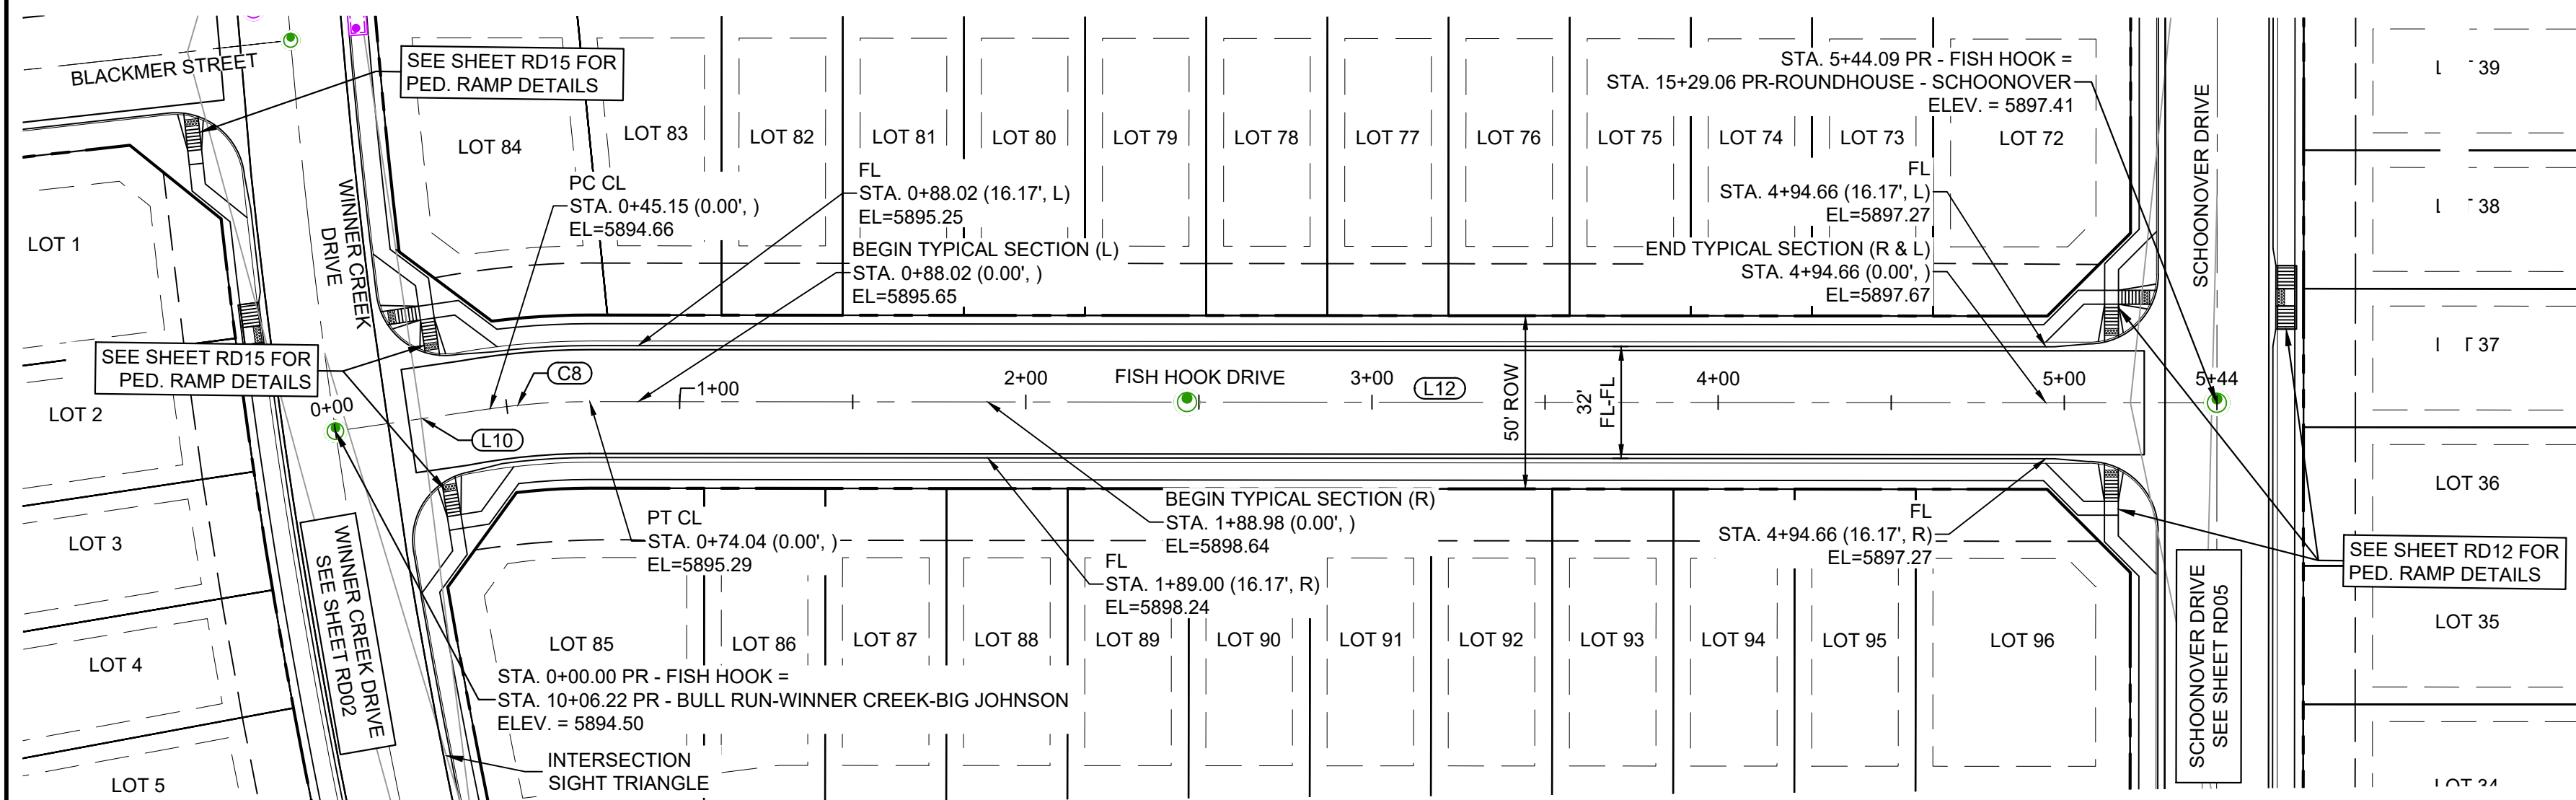 BLACKMER STREET
SEE SHEET RD15 FOR
PED. RAMP DETAILS
LOT 84
LOT 83
LOT 82
LOT 81
LOT 80
LOT 79
LOT 78
LOT 77
LOT 76
LOT 75
LOT 74
LOT 73
LOT 72
STA. 5+44.09 PR - FISH HOOK =
STA. 15+29.06 PR-ROUNDHOUSE - SCHOONOVER
ELEV. = 5897.41
SCHOONOVER DRIVE
39
38
37
LOT 36
LOT 35
LOT 34
LOT 1
WINNER CREEK
DRIVE
PC CL
STA. 0+45.15 (0.00', )
EL=5894.66
FL
STA. 0+88.02 (16.17', L)
EL=5895.25
BEGIN TYPICAL SECTION (L)
STA. 0+88.02 (0.00', )
EL=5895.65
FL
STA. 4+94.66 (16.17', L)
EL=5897.27
END TYPICAL SECTION (R & L)
STA. 4+94.66 (0.00', )
EL=5897.67
SEE SHEET RD15 FOR
PED. RAMP DETAILS
LOT 2
0+00
C8
L10
1+00
2+00
FISH HOOK DRIVE
3+00
L12
50' ROW
32'
FL-FL
4+00
5+00
5+44
LOT 3
LOT 4
LOT 5
WINNER CREEK DRIVE
SEE SHEET RD02
PT CL
STA. 0+74.04 (0.00', )
EL=5895.29
BEGIN TYPICAL SECTION (R)
STA. 1+88.98 (0.00', )
EL=5898.64
FL
STA. 1+89.00 (16.17', R)
EL=5898.24
FL
STA. 4+94.66 (16.17', R)
EL=5897.27
SEE SHEET RD12 FOR
PED. RAMP DETAILS
SCHOONOVER DRIVE
SEE SHEET RD05
LOT 85
LOT 86
LOT 87
LOT 88
LOT 89
LOT 90
LOT 91
LOT 92
LOT 93
LOT 94
LOT 95
LOT 96
STA. 0+00.00 PR - FISH HOOK =
STA. 10+06.22 PR - BULL RUN-WINNER CREEK-BIG JOHNSON
ELEV. = 5894.50
INTERSECTION
SIGHT TRIANGLE